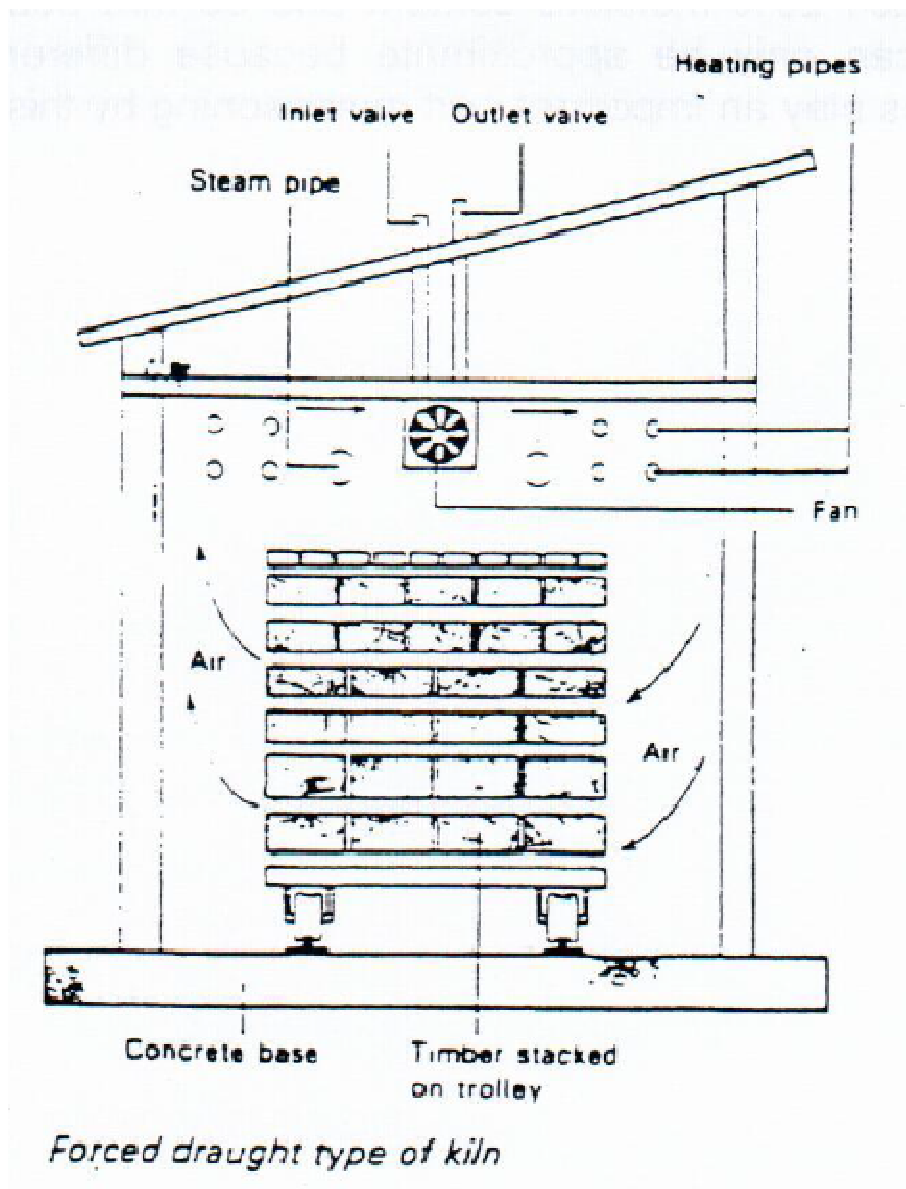 Heating pipes
Inlet valve Outlet valve
Steam pipe
Fan
Air
Air
Concrete base
Timber stacked
on trolley
Forced draught type of kiln